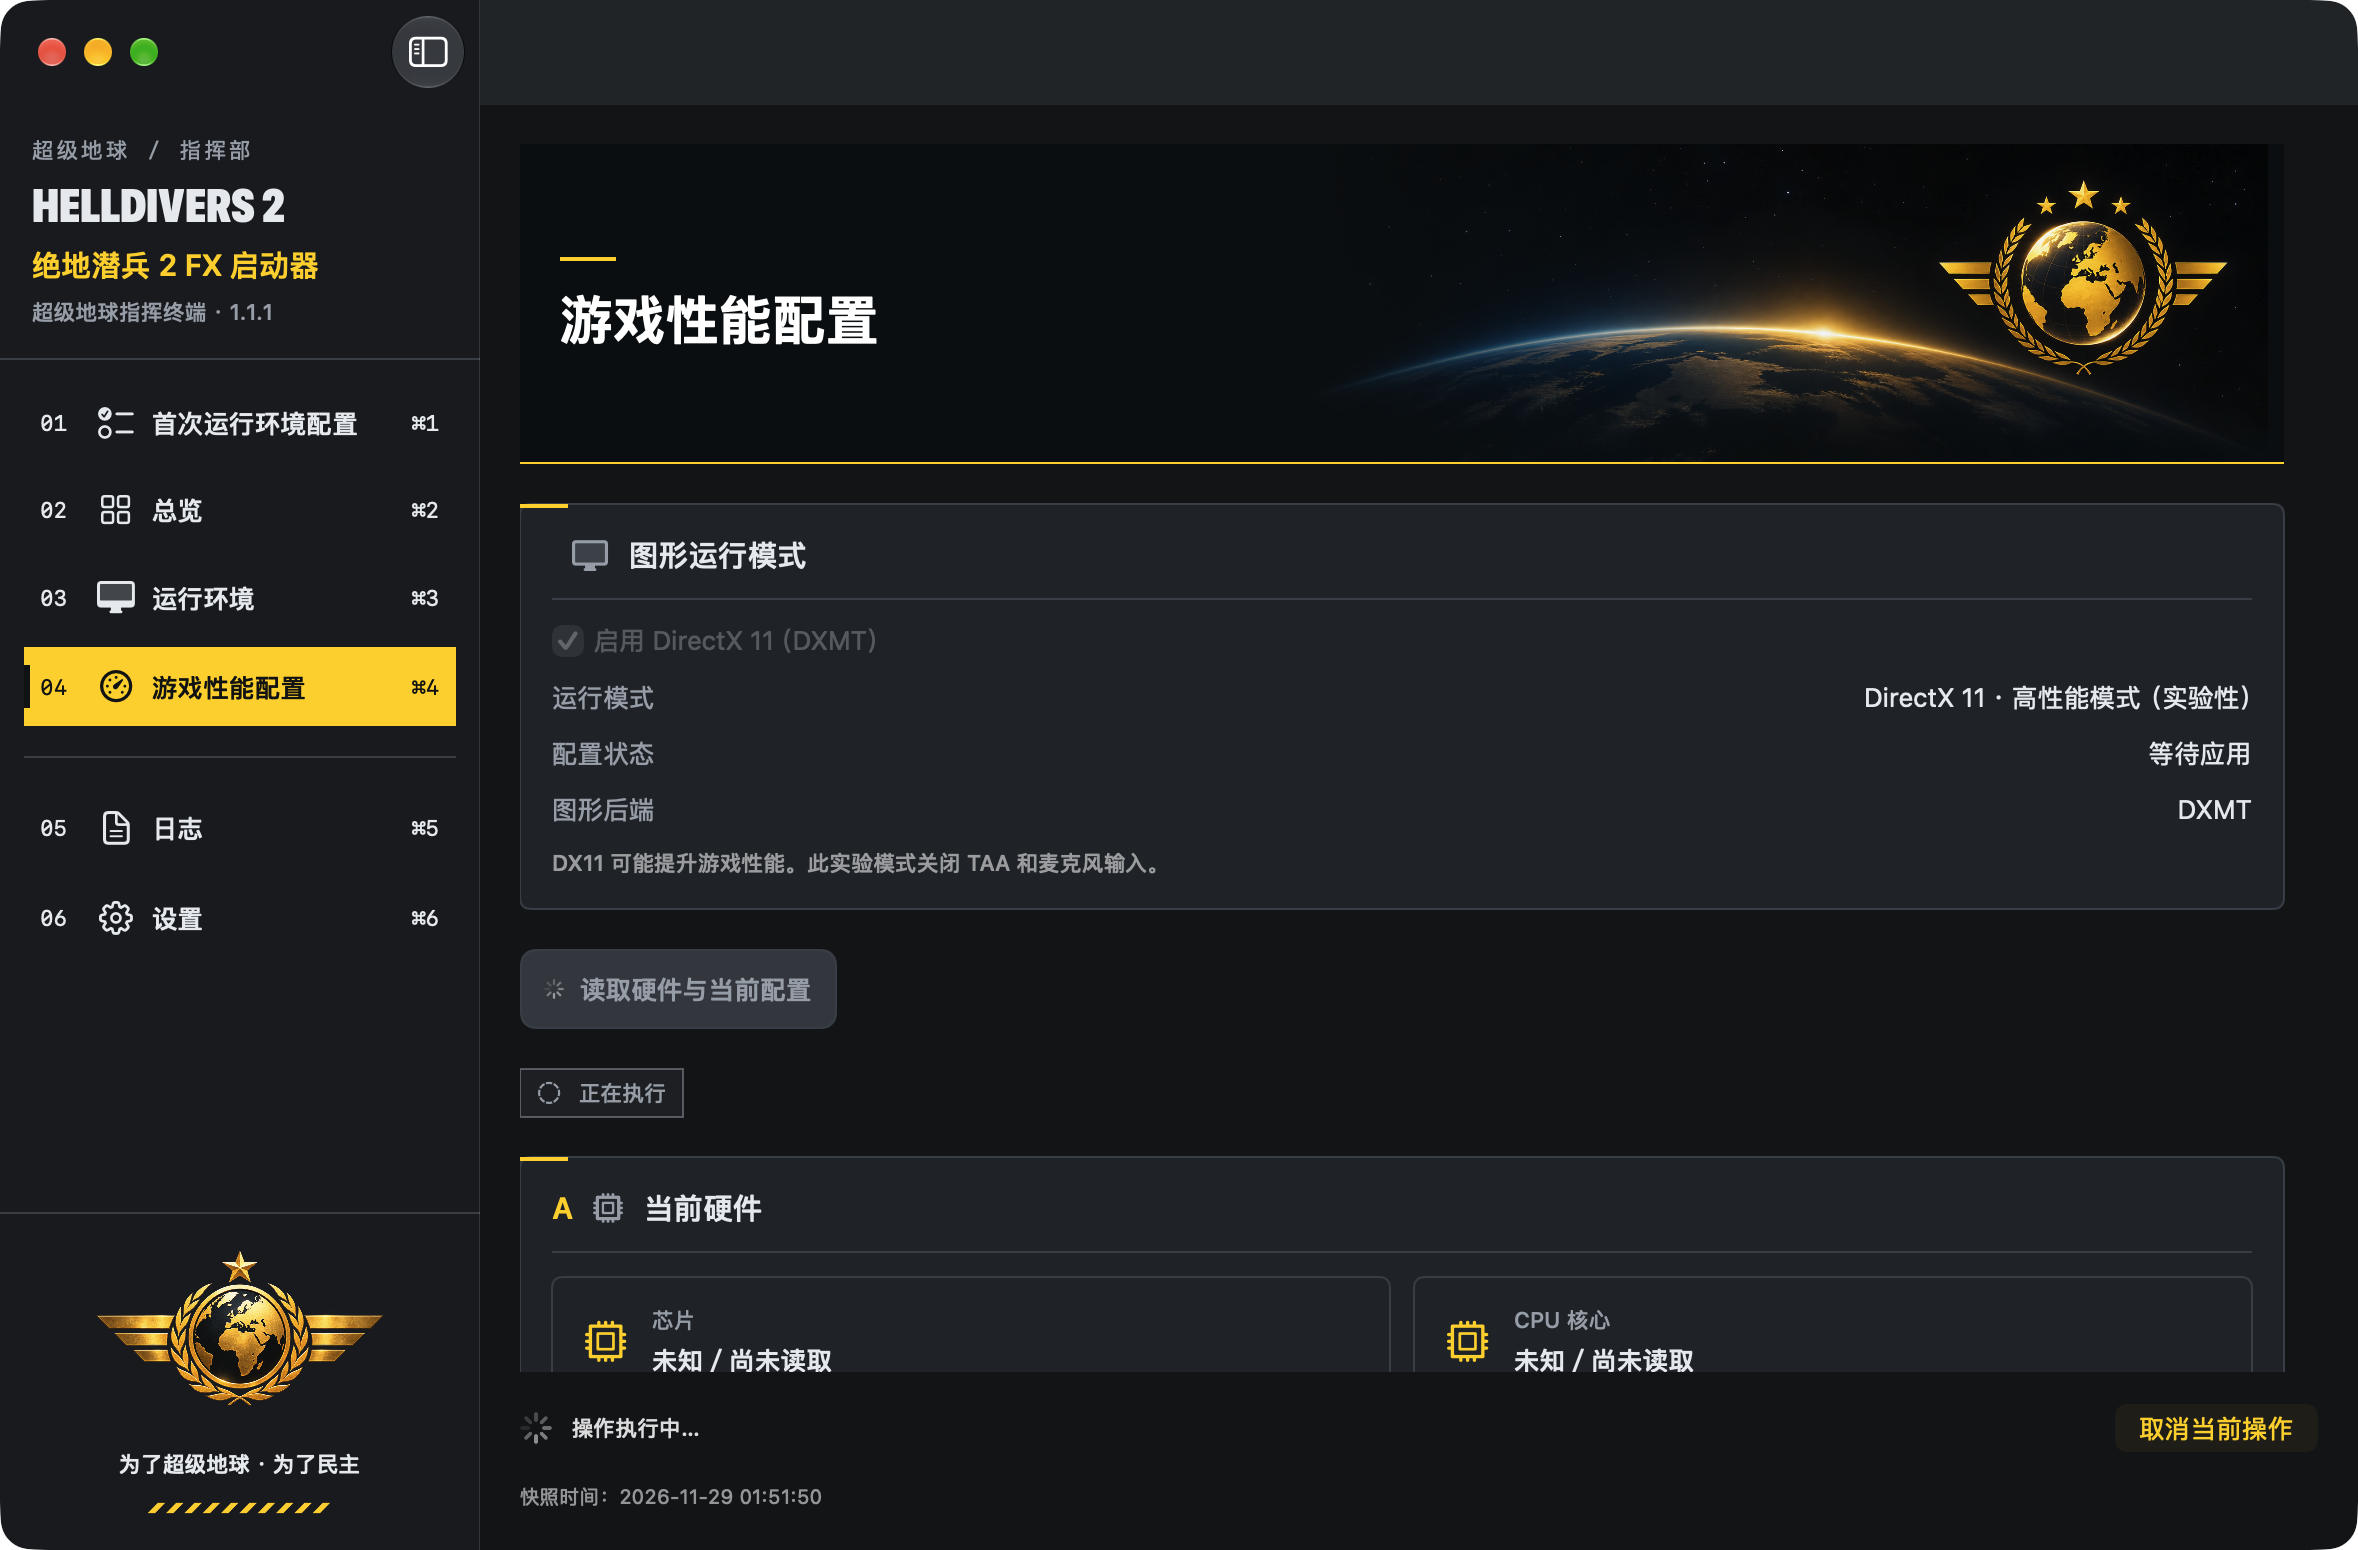 超级地球 / 指挥部
HELLDIVERS 2
绝地潜兵 2 FX 启动器
超级地球指挥终端 · 1.1.1
01 首次运行环境配置 ⌘1
02 总览 ⌘2
03 运行环境 ⌘3
04 游戏性能配置 ⌘4
05 日志 ⌘5
06 设置 ⌘6
为了超级地球 · 为了民主
游戏性能配置
图形运行模式
启用 DirectX 11 (DXMT)
运行模式 DirectX 11 · 高性能模式（实验性）
配置状态 等待应用
图形后端 DXMT
DX11 可能提升游戏性能。此实验模式关闭 TAA 和麦克风输入。
读取硬件与当前配置
正在执行
A 当前硬件
芯片
未知 / 尚未读取
CPU 核心
未知 / 尚未读取
操作执行中...
取消当前操作
快照时间：2026-11-29 01:51:50